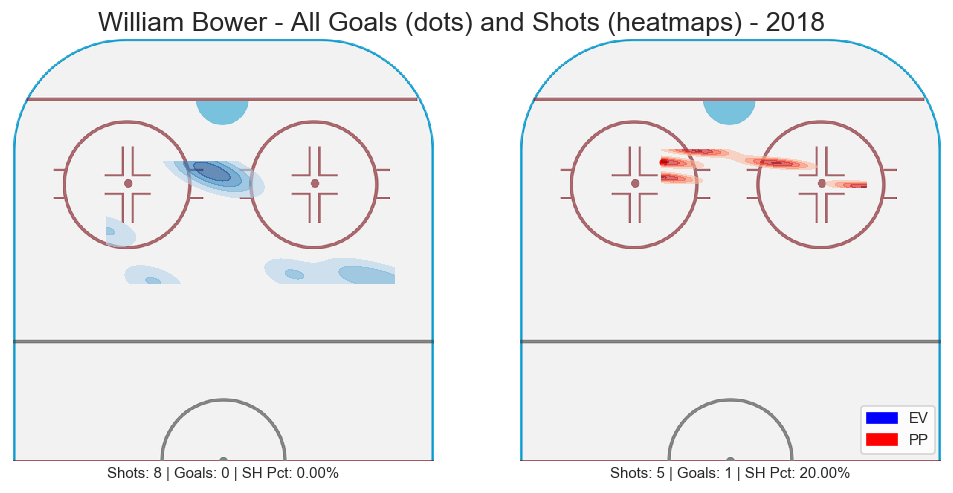 William Bower - All Goals (dots) and Shots (heatmaps) - 2018
EV
PP
Shots: 8 | Goals: 0 | SH Pct: 0.00%
Shots: 5 | Goals: 1 | SH Pct: 20.00%